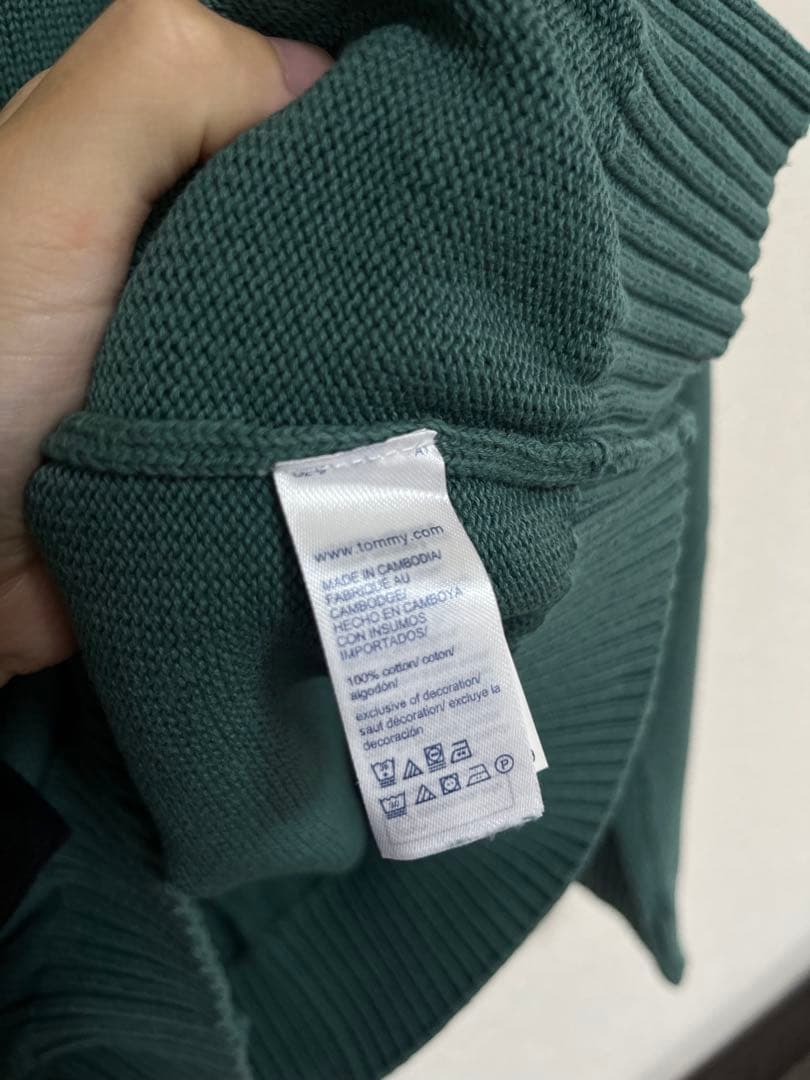 www.tommy.com
MADE IN CAMBODIA/
FABRIQUÉ AU
CAMBODGE/
HECHO EN CAMBOYA
CON INSUMOS
IMPORTADOS/
100% cotton/ coton/
algodón/
exclusive of decoration/
sauf décoration/ excluye la
decoración
30
P